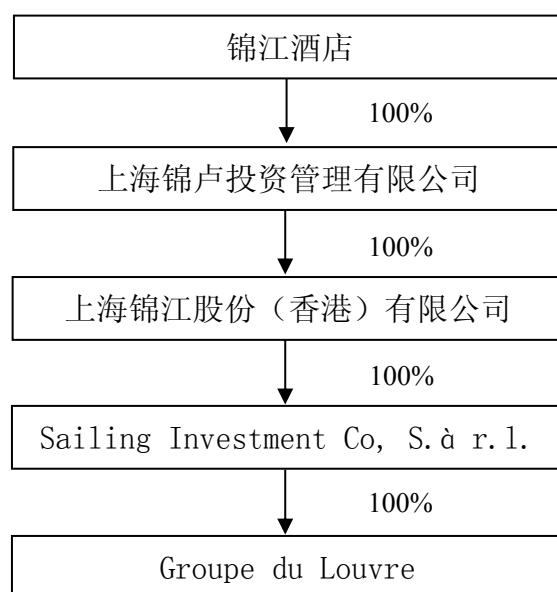 锦江酒店
100%
上海锦卢投资管理有限公司
100%
上海锦江股份（香港）有限公司
100%
Sailing Investment Co, S.à r.l.
100%
Groupe du Louvre